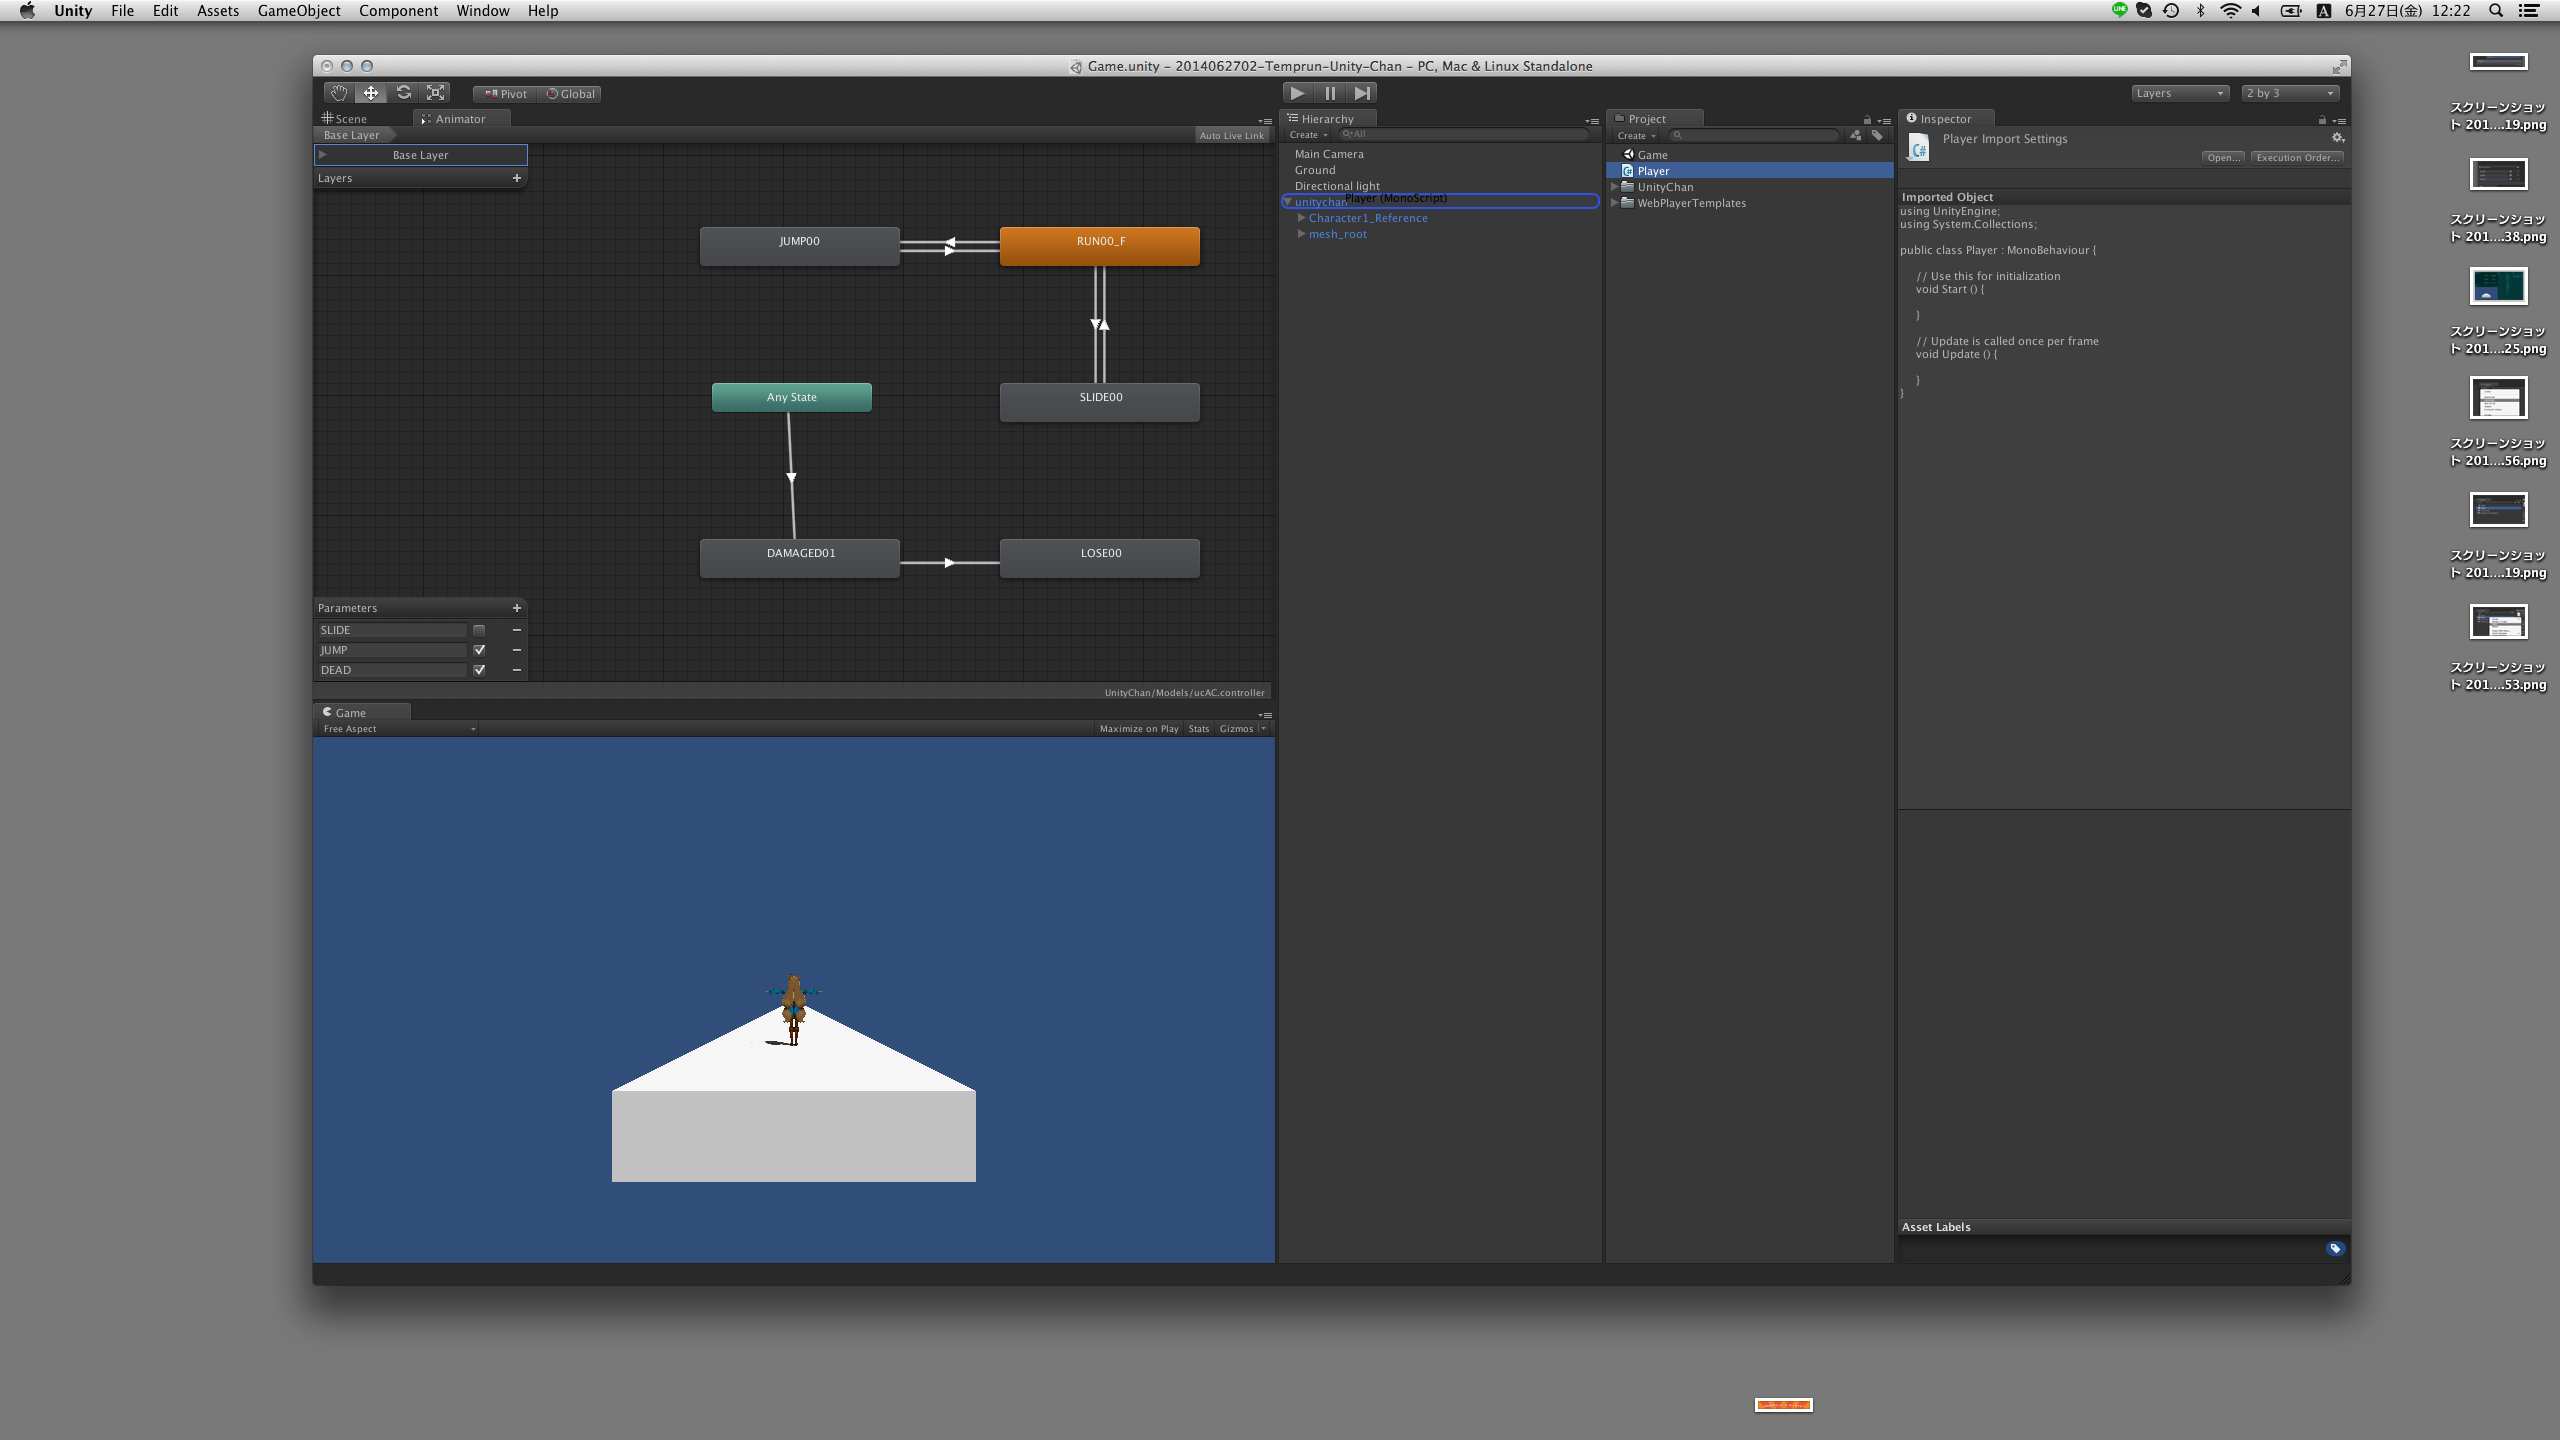 Unity File Edit Assets GameObject Component Window Help
A 6月27日(金) 12:22
Game.unity – 2014062702-Temprun-Unity-Chan – PC, Mac & Linux Standalone
Pivot Global
Layers 2 by 3
Scene Animator
Base Layer Auto Live Link
Base Layer
Layers
JUMP00 RUN00_F
Any State SLIDE00
DAMAGED01 LOSE00
Parameters
SLIDE
JUMP
DEAD
UnityChan/Models/ucAC.controller
Game
Free Aspect Maximize on Play Stats Gizmos
Hierarchy
Create All
Main Camera
Ground
Directional light
unitychan Player (MonoScript)
Character1_Reference
mesh_root
Project
Create
Game
Player
UnityChan
WebPlayerTemplates
Inspector
Player Import Settings
C#
Open... Execution Order...
Imported Object
using UnityEngine;
using System.Collections;
public class Player : MonoBehaviour {
// Use this for initialization
void Start () {
}
// Update is called once per frame
void Update () {
}
}
Asset Labels
スクリーンショッ
ト 201....19.png
スクリーンショッ
ト 201....38.png
スクリーンショッ
ト 201....25.png
スクリーンショッ
ト 201....56.png
スクリーンショッ
ト 201....19.png
スクリーンショッ
ト 201....53.png